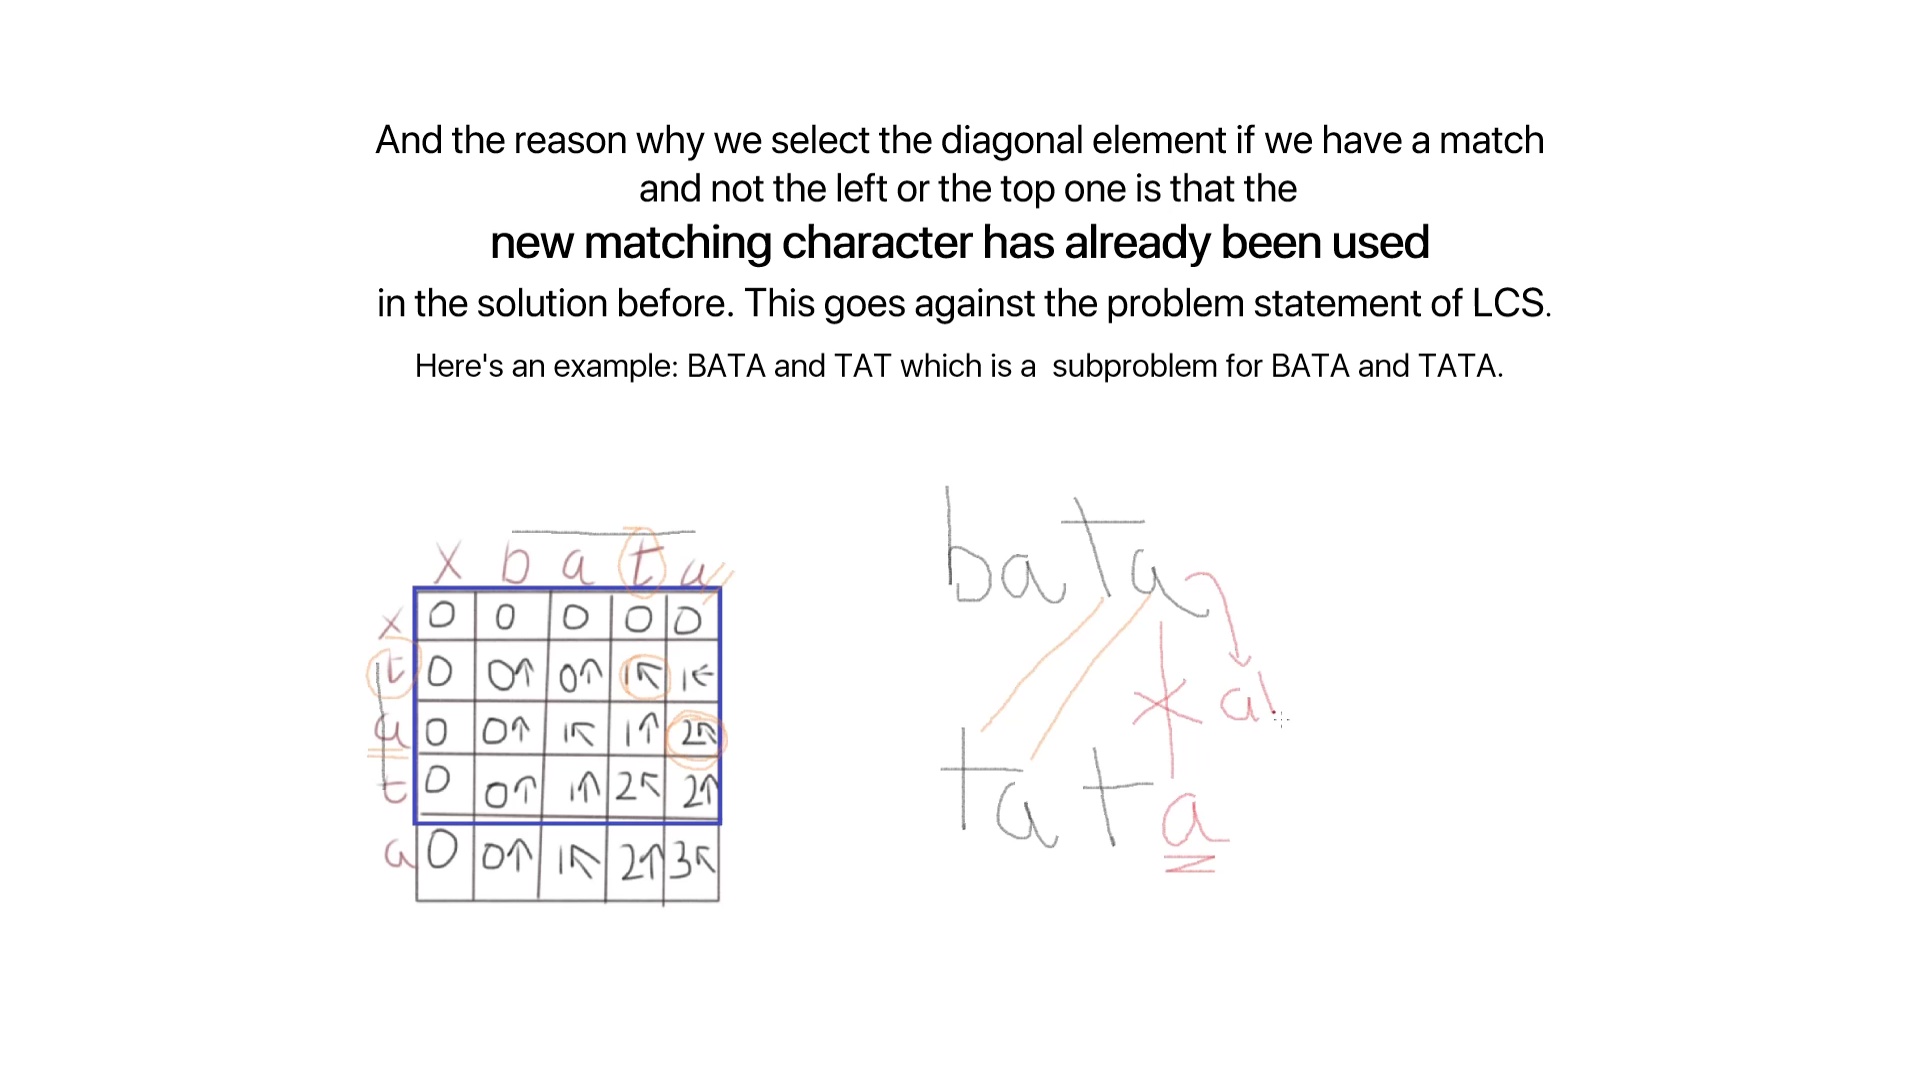 And the reason why we select the diagonal element if we have a match
and not the left or the top one is that the
new matching character has already been used
in the solution before. This goes against the problem statement of LCS.
Here's an example: BATA and TAT which is a  subproblem for BATA and TATA.
x b a t a
x 0 0 0 0 0
t 0 0↑ 0↑ 1↖ 1←
a 0 0↑ 1↖ 1↑ 2↖
t 0 0↑ 1↑ 2↖ 2↑
a 0 0↑ 1↖ 2↑ 3↖
bata
a
tata